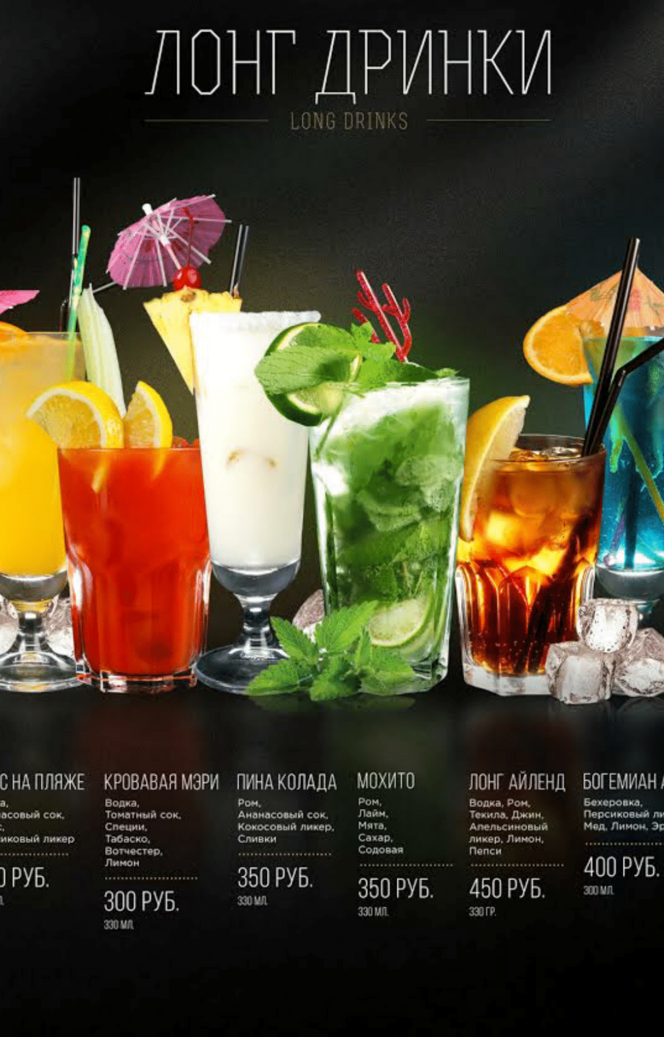 ЛОНГ ДРИНКИ
LONG DRINKS
НА ПЛЯЖЕ
сок,
ликер
РУБ.
КРОВАВАЯ МЭРИ
Водка,
Томатный сок,
Специи,
Табаско,
Вотчестер,
Лимон
300 РУБ.
330 МЛ.
ПИНА КОЛАДА
Ром,
Ананасовый сок,
Кокосовый ликер,
Сливки
350 РУБ.
330 МЛ.
МОХИТО
Ром,
Лайм,
Мята,
Сахар,
Содовая
350 РУБ.
330 МЛ.
ЛОНГ АЙЛЕНД
Водка, Ром,
Текила, Джин,
Апельсиновый
ликер, Лимон,
Пепси
450 РУБ.
330 ГР.
БОГЕМИАН
Бехеровка,
Персиковый
Мед, Лимон,
400 РУБ.
300 МЛ.